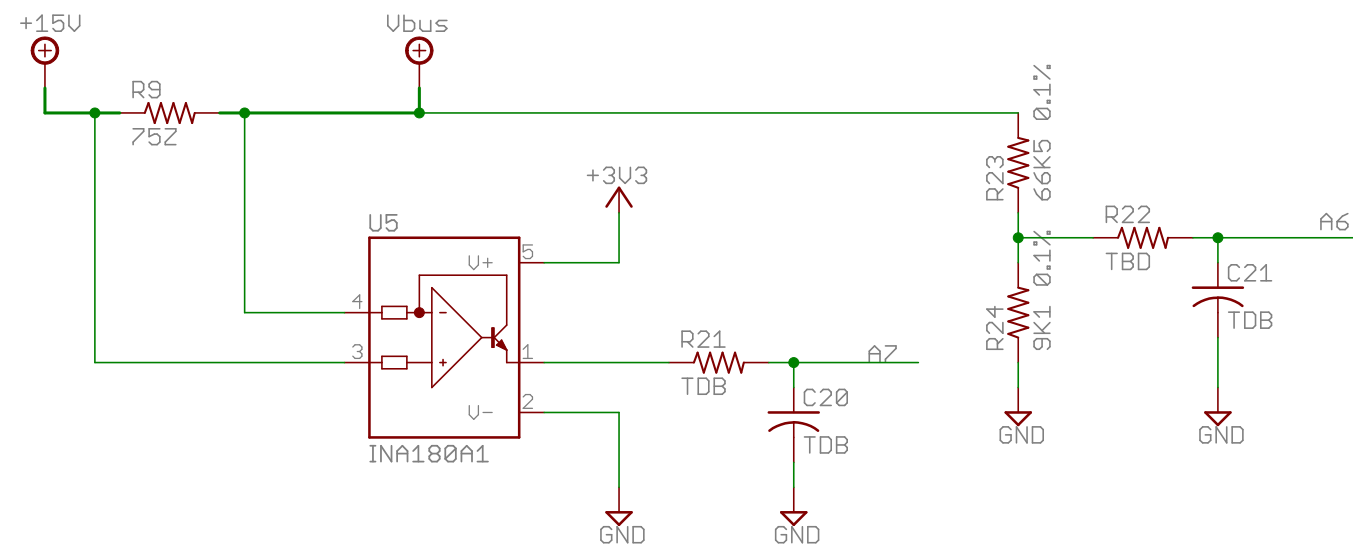 +15V
Vbus
R9
75Z
0.1%
R23
66K5
+3V3
U5
V+
5
4
-
3
+
1
V-
2
INA180A1
GND
R21
TDB
A7
C20
TDB
GND
R22
TBD
A6
0.1%
R24
9K1
C21
TDB
GND
GND